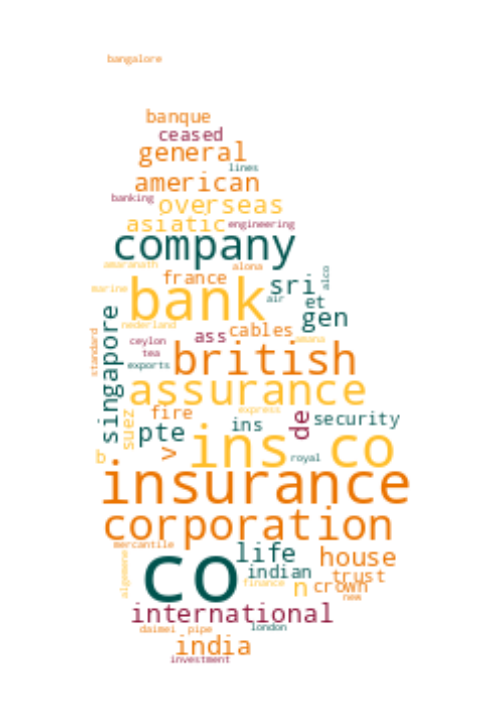 bangalore
banque
ceased
general
lines
american
banking
overseas
asiatic engineering
company
amaranath alona
france
sri
alco
marine
bank
air
et
gen
nederland
singapore
ceylon
ass
cables
amana
standard
tea
british
exports
assurance
suez
fire
express
ins
de
security
pte
b
>
ins co
royal
insurance
corporation
mercantile
co
life
house
algemene
indian
trust
finance
n
crown
new
international
daimei pipe
london
india
investment